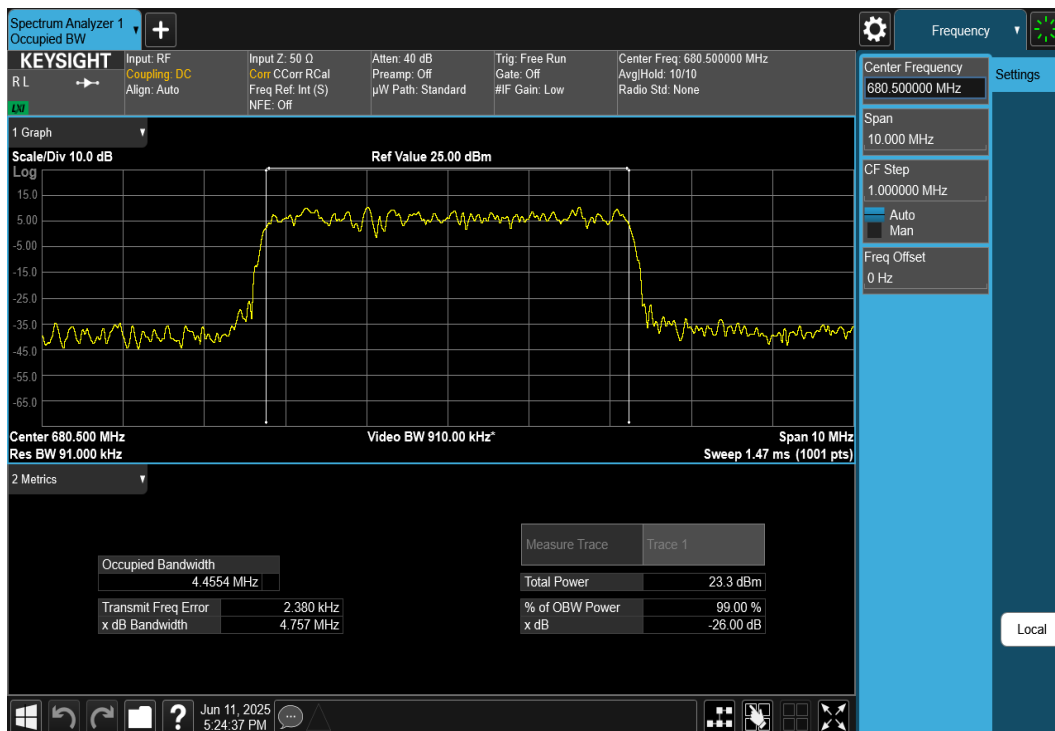 Spectrum Analyzer 1
Occupied BW
Frequency
KEYSIGHT
R L
LXI
Input: RF
Coupling: DC
Align: Auto
Input Z: 50 Ω
Corr CCorr RCal
Freq Ref: Int (S)
NFE: Off
Atten: 40 dB
Preamp: Off
µW Path: Standard
Trig: Free Run
Gate: Off
#IF Gain: Low
Center Freq: 680.500000 MHz
Avg|Hold: 10/10
Radio Std: None
1 Graph
Scale/Div 10.0 dB
Ref Value 25.00 dBm
Log
15.0
5.00
-5.00
-15.0
-25.0
-35.0
-45.0
-55.0
-65.0
Center 680.500 MHz
Video BW 910.00 kHz*
Span 10 MHz
Res BW 91.000 kHz
Sweep 1.47 ms (1001 pts)
2 Metrics
Measure Trace
Trace 1
Occupied Bandwidth
4.4554 MHz
Total Power
23.3 dBm
Transmit Freq Error
2.380 kHz
% of OBW Power
99.00 %
x dB Bandwidth
4.757 MHz
x dB
-26.00 dB
Center Frequency
680.500000 MHz
Settings
Span
10.000 MHz
CF Step
1.000000 MHz
Auto
Man
Freq Offset
0 Hz
Local
?
Jun 11, 2025
5:24:37 PM